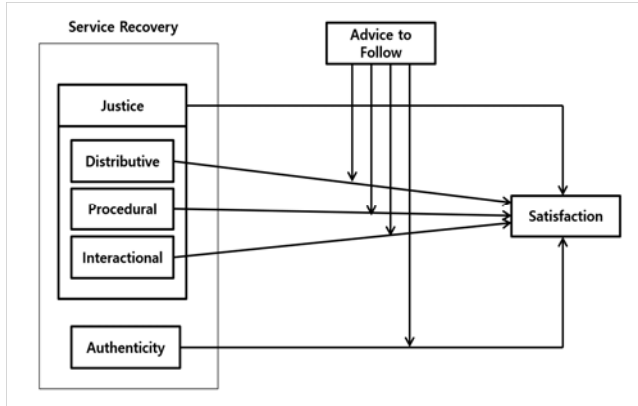 Service Recovery
Advice to
Follow
Justice
Distributive
Procedural
Interactional
Satisfaction
Authenticity